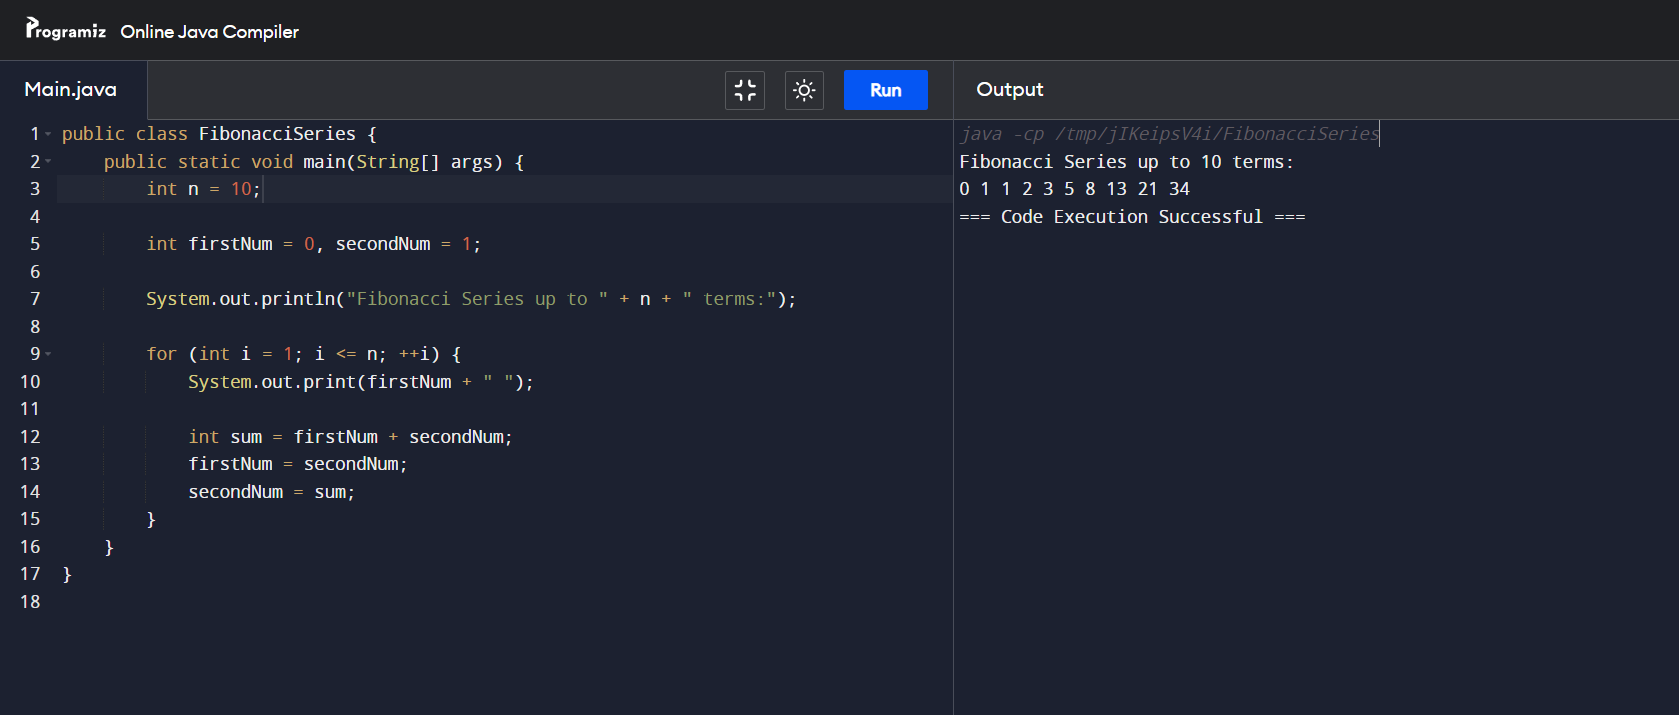 Programiz Online Java Compiler
Main.java
Run
Output
1 public class FibonacciSeries {
2     public static void main(String[] args) {
3         int n = 10;
4
5         int firstNum = 0, secondNum = 1;
6
7         System.out.println("Fibonacci Series up to " + n + " terms:");
8
9         for (int i = 1; i <= n; ++i) {
10             System.out.print(firstNum + " ");
11
12             int sum = firstNum + secondNum;
13             firstNum = secondNum;
14             secondNum = sum;
15         }
16     }
17 }
18
java -cp /tmp/jIKeipsV4i/FibonacciSeries
Fibonacci Series up to 10 terms:
0 1 1 2 3 5 8 13 21 34
=== Code Execution Successful ===